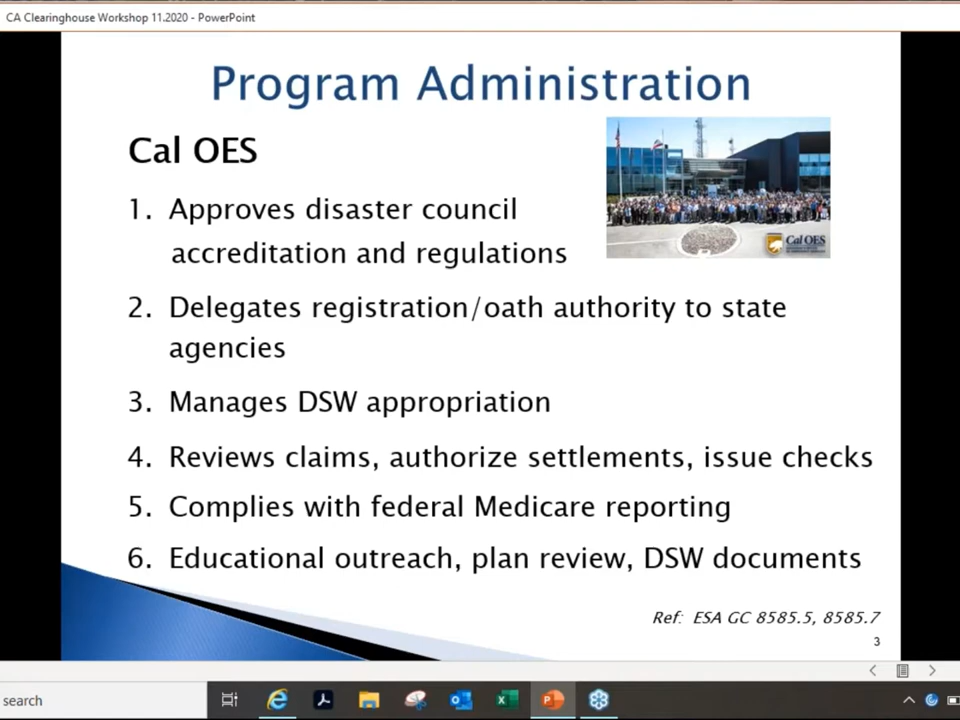 CA Clearinghouse Workshop 11.2020 - PowerPoint
Program Administration
Cal OES
1. Approves disaster council
accreditation and regulations
2. Delegates registration/oath authority to state
agencies
3. Manages DSW appropriation
4. Reviews claims, authorize settlements, issue checks
5. Complies with federal Medicare reporting
6. Educational outreach, plan review, DSW documents
Cal OES
Ref: ESA GC 8585.5, 8585.7
3
search